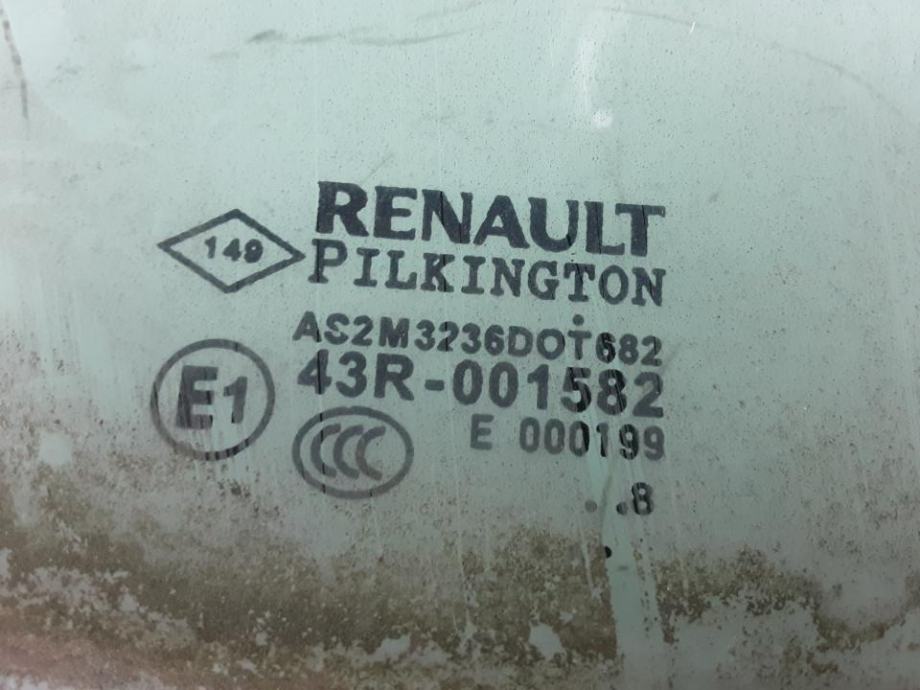 RENAULT
149
PILKINGTON
AS2M3236DOT682
43R-001582
E1
E 000199
CCC
. .8
.